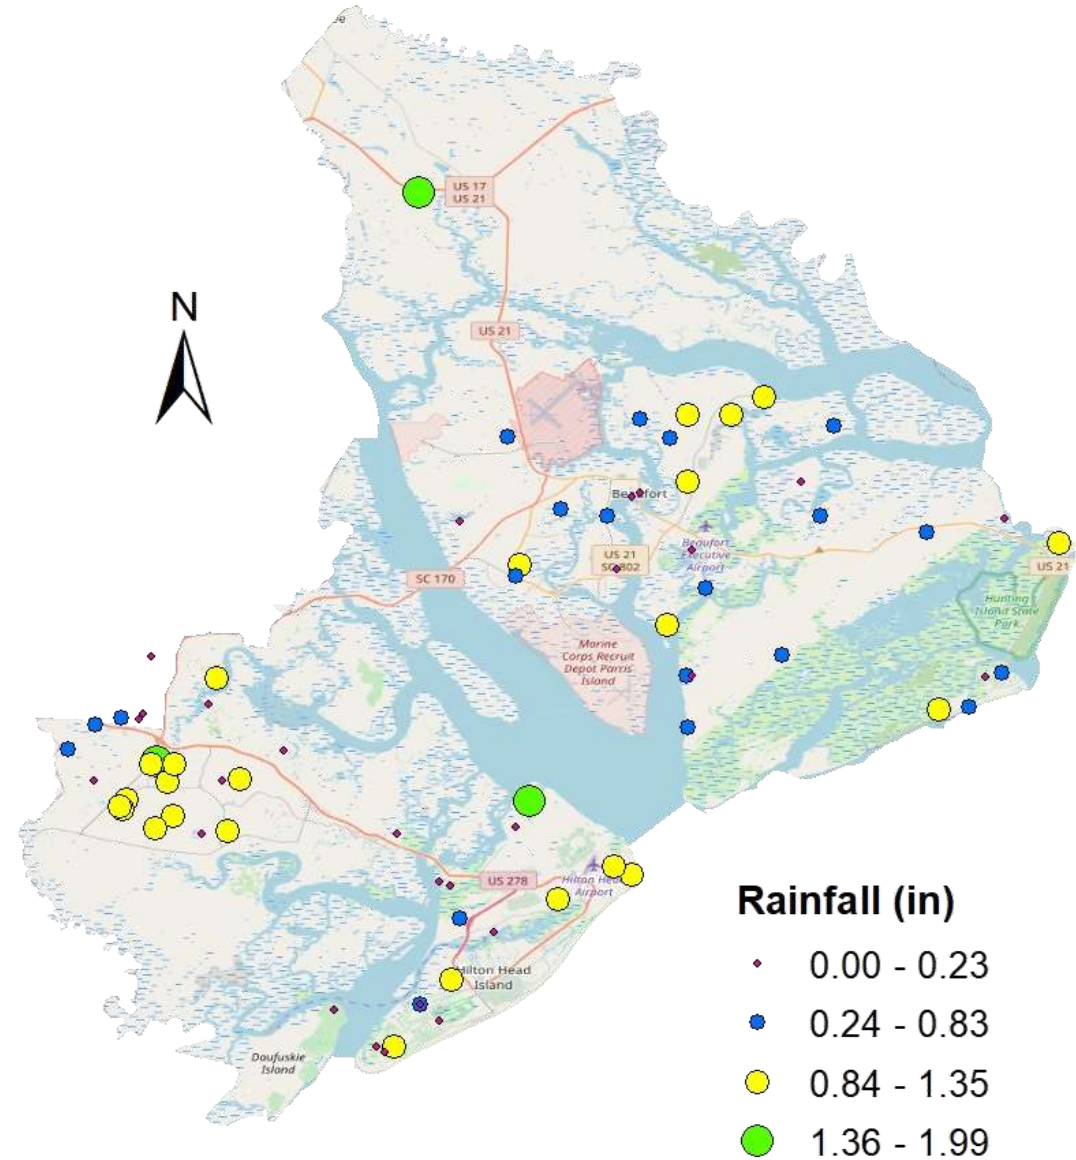 ee
US 17
US 21
N
US 21
Beaufort
US 21
SC 802
Beaufort
Executive
Airport
US 21
SC 170
Hunting
Island State
Park
Marine
Corps Recruit
Depot Parris
Island
US 278
Hilton Head
Airport
Rainfall (in)
0.00 - 0.23
Hilton Head
Island
0.24 - 0.83
Daufuskie
Island
0.84 - 1.35
1.36 - 1.99